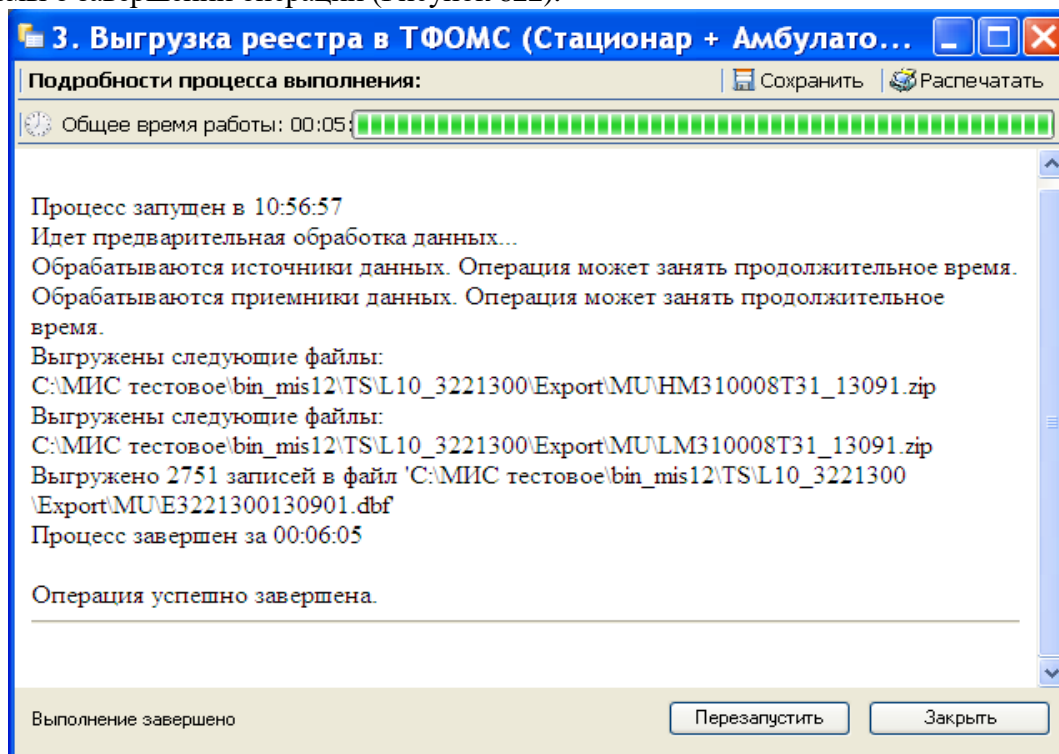 о завершении операции (Рисунок 822).
3. Выгрузка реестра в ТФОМС (Стационар + Амбулато...
Подробности процесса выполнения: Сохранить Распечатать
Общее время работы: 00:05:
Процесс запущен в 10:56:57
Идет предварительная обработка данных...
Обрабатываются источники данных. Операция может занять продолжительное время.
Обрабатываются приемники данных. Операция может занять продолжительное
время.
Выгружены следующие файлы:
C:\МИС тестовое\bin_mis12\TS\L10_3221300\Export\MU\HM310008T31_13091.zip
Выгружены следующие файлы:
C:\МИС тестовое\bin_mis12\TS\L10_3221300\Export\MU\LM310008T31_13091.zip
Выгружено 2751 записей в файл 'C:\МИС тестовое\bin_mis12\TS\L10_3221300
\Export\MU\E3221300130901.dbf'
Процесс завершен за 00:06:05
Операция успешно завершена.
Выполнение завершено Перезапустить Закрыть